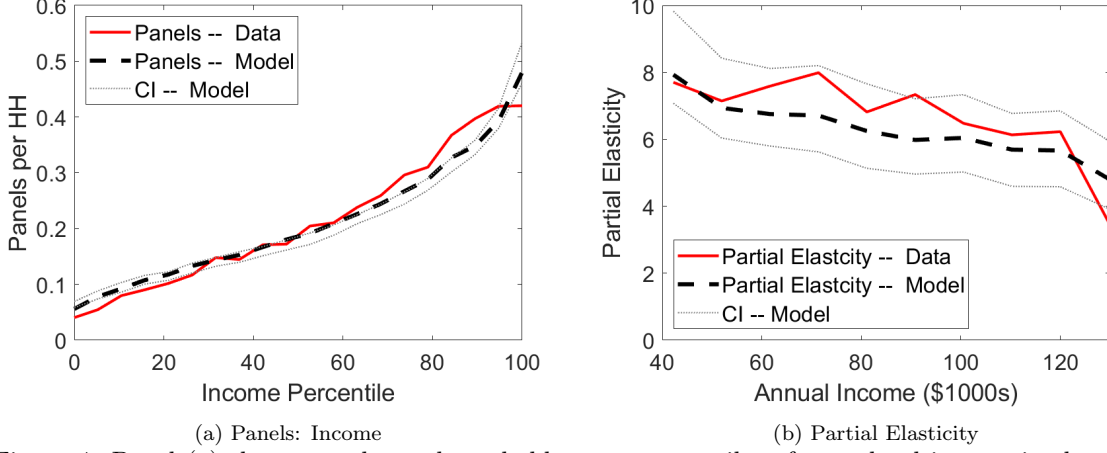 0.6
0.5
0.4
0.3
0.2
0.1
0
Panels per HH
Panels -- Data
Panels -- Model
CI -- Model
0 20 40 60 80 100
Income Percentile
(a) Panels: Income
10
8
6
4
2
0
Partial Elasticity
Partial Elastcity -- Data
Partial Elastcity -- Model
CI -- Model
40 60 80 100 120
Annual Income ($1000s)
(b) Partial Elasticity